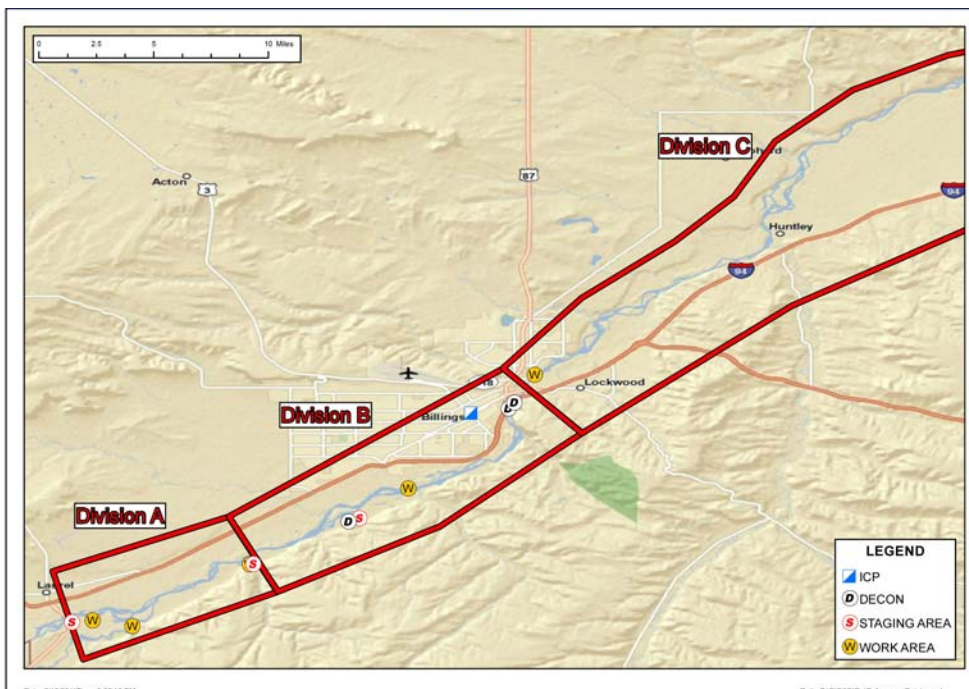 0 2.5 5 10 Miles
Division C
Acton
3
87
94
Huntley
94
Lockwood
W
Division B
Billings
D
D
W
Division A
D S
S
Laurel
S W W
LEGEND
ICP
D DECON
S STAGING AREA
W WORK AREA